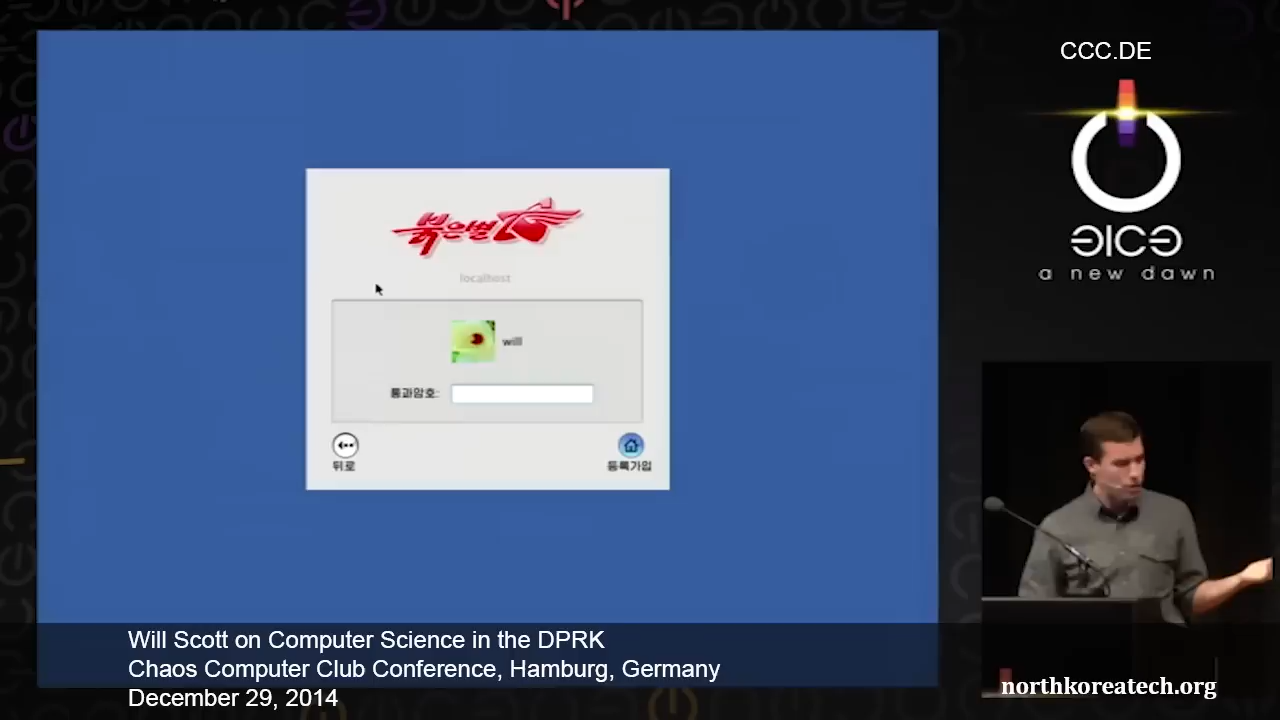 CCC.DE
31C3
a new dawn
붉은별
localhost
will
통과암호:
뒤로
등록가입
Will Scott on Computer Science in the DPRK
Chaos Computer Club Conference, Hamburg, Germany
December 29, 2014
northkoreatech.org